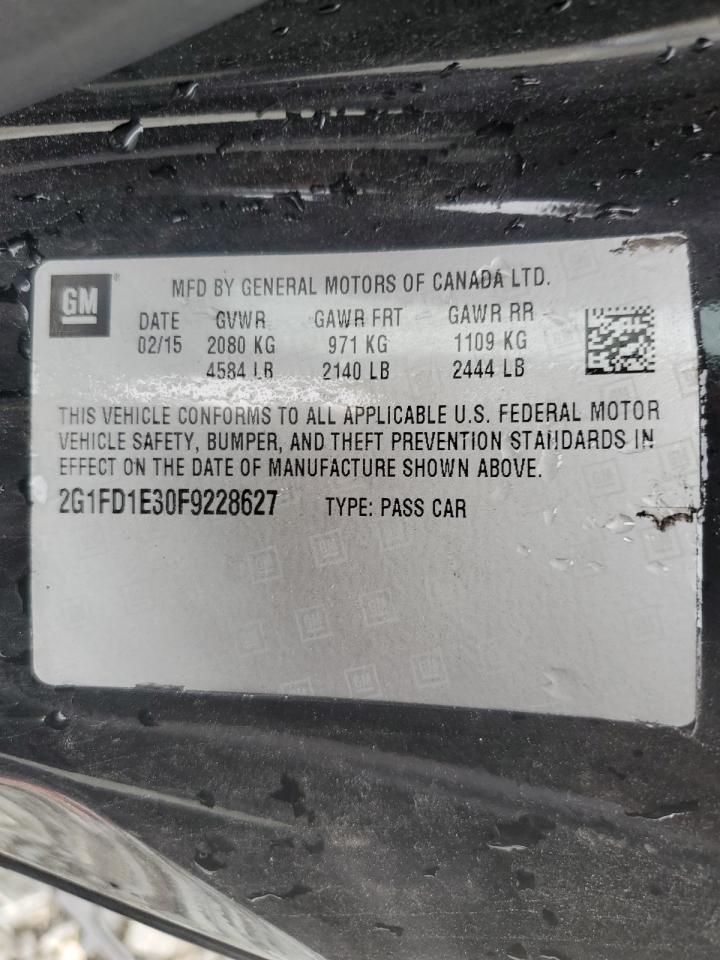 GM
MFD BY GENERAL MOTORS OF CANADA LTD.
DATE GVWR GAWR FRT GAWR RR
02/15 2080 KG 971 KG 1109 KG
4584 LB 2140 LB 2444 LB
THIS VEHICLE CONFORMS TO ALL APPLICABLE U.S. FEDERAL MOTOR
VEHICLE SAFETY, BUMPER, AND THEFT PREVENTION STANDARDS IN
EFFECT ON THE DATE OF MANUFACTURE SHOWN ABOVE.
2G1FD1E30F9228627 TYPE: PASS CAR